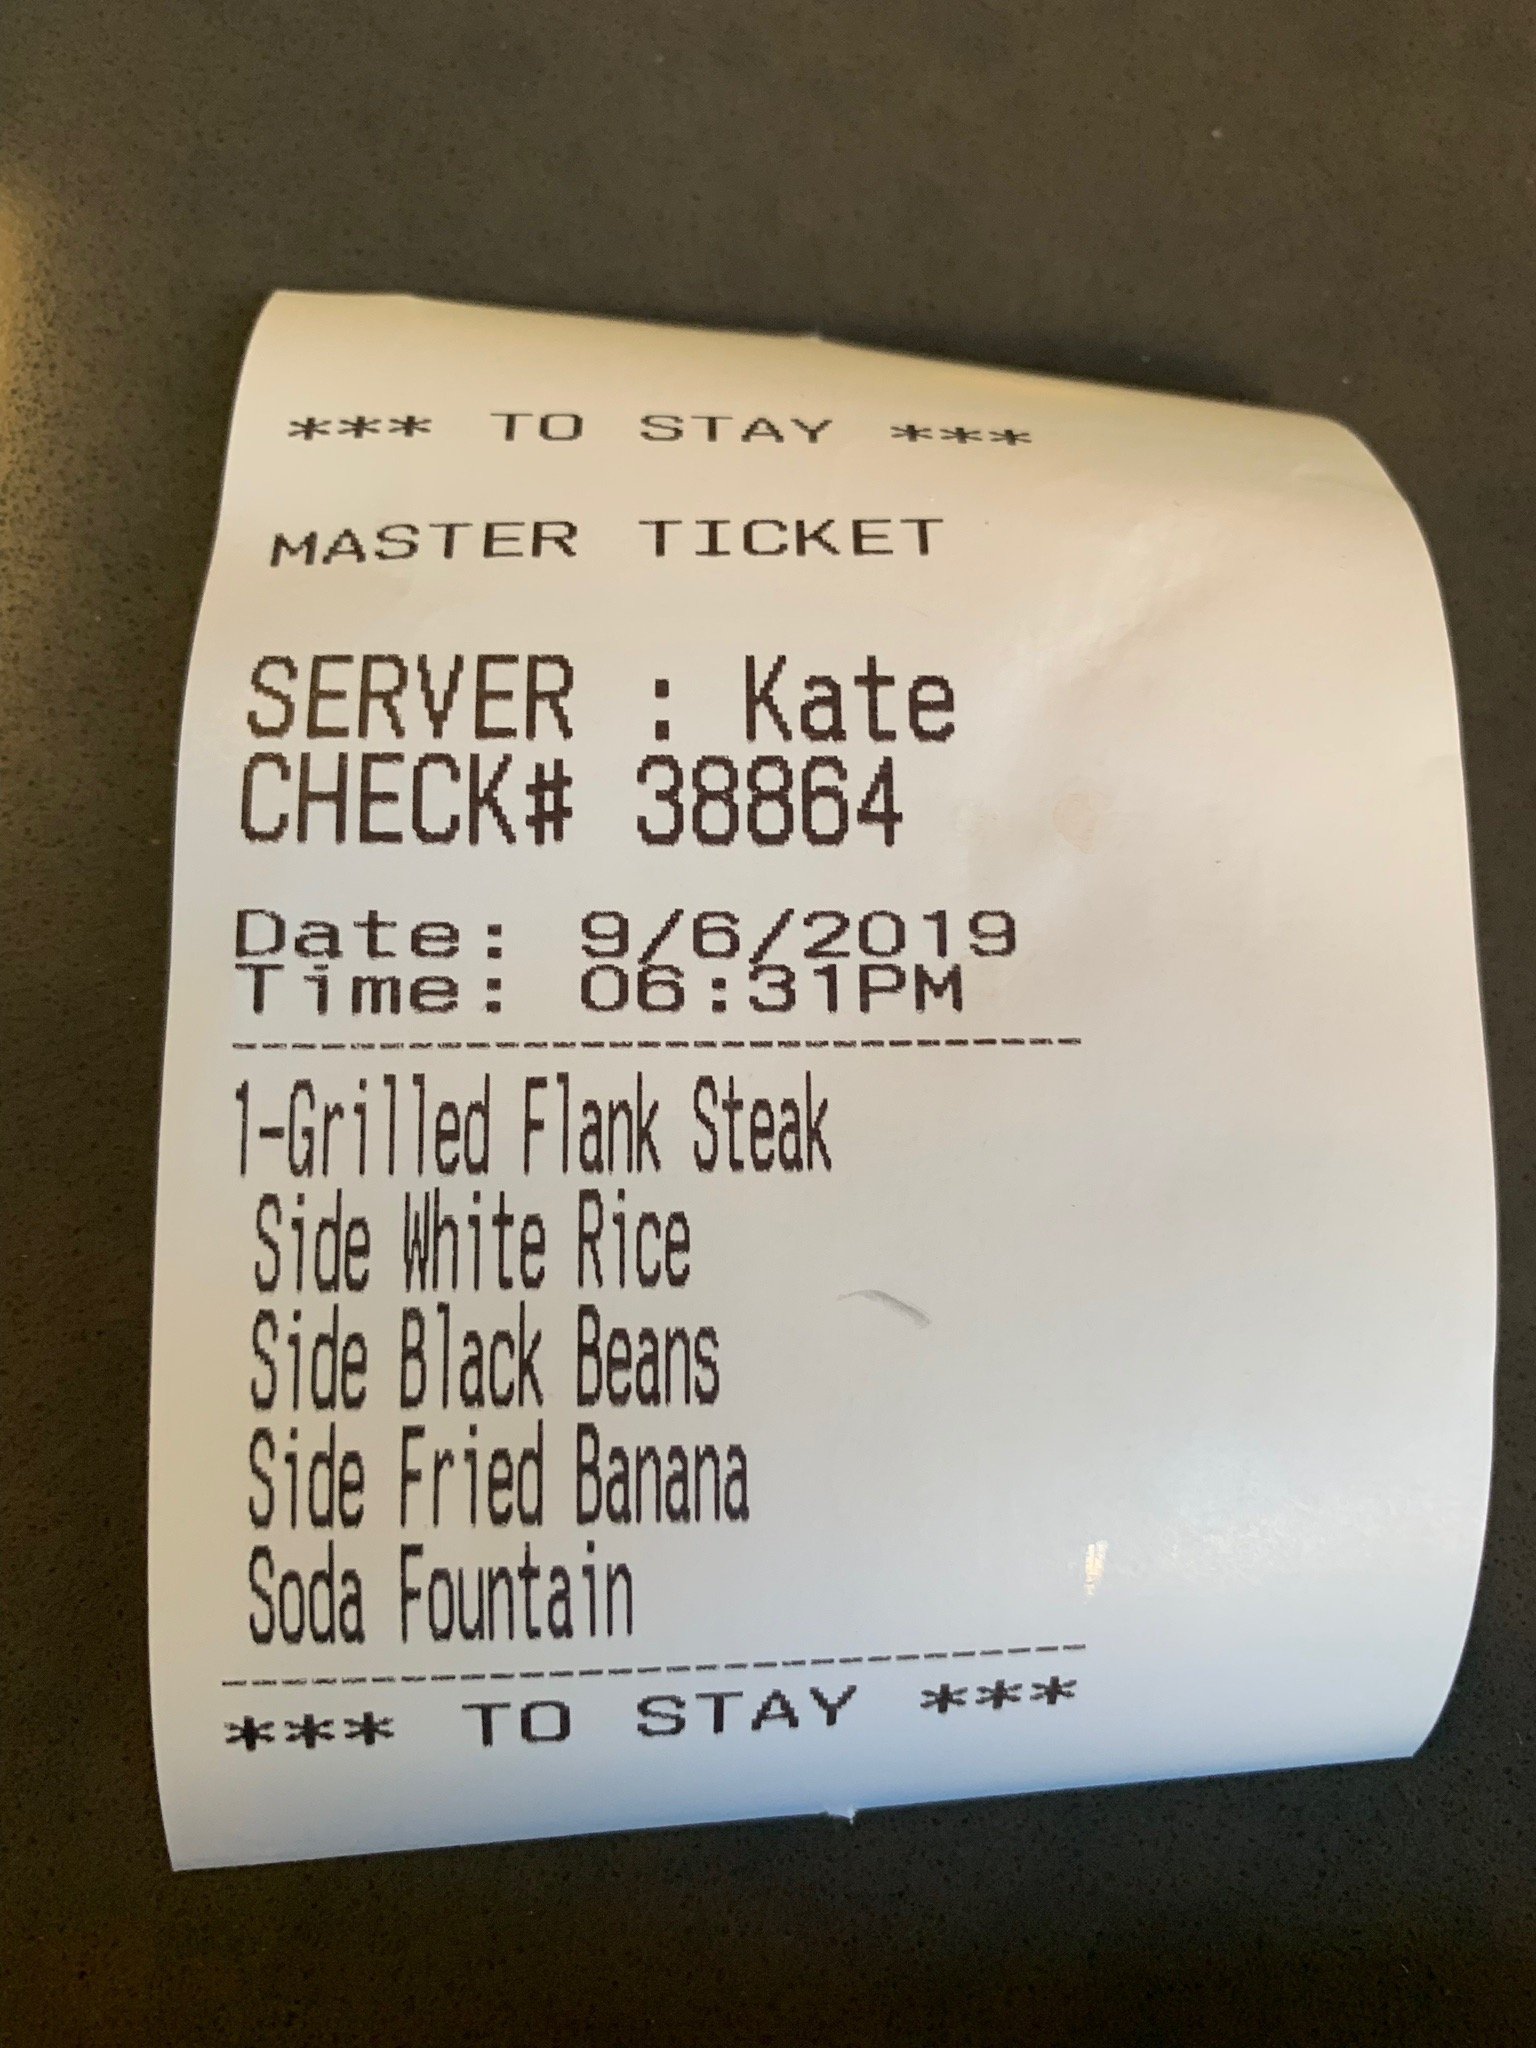 *** TO STAY ***
MASTER TICKET
SERVER : Kate
CHECK# 38864
Date: 9/6/2019
Time: 06:31PM
------------------------------
1-Grilled Flank Steak
Side White Rice
Side Black Beans
Side Fried Banana
Soda Fountain
------------------------------
*** TO STAY ***